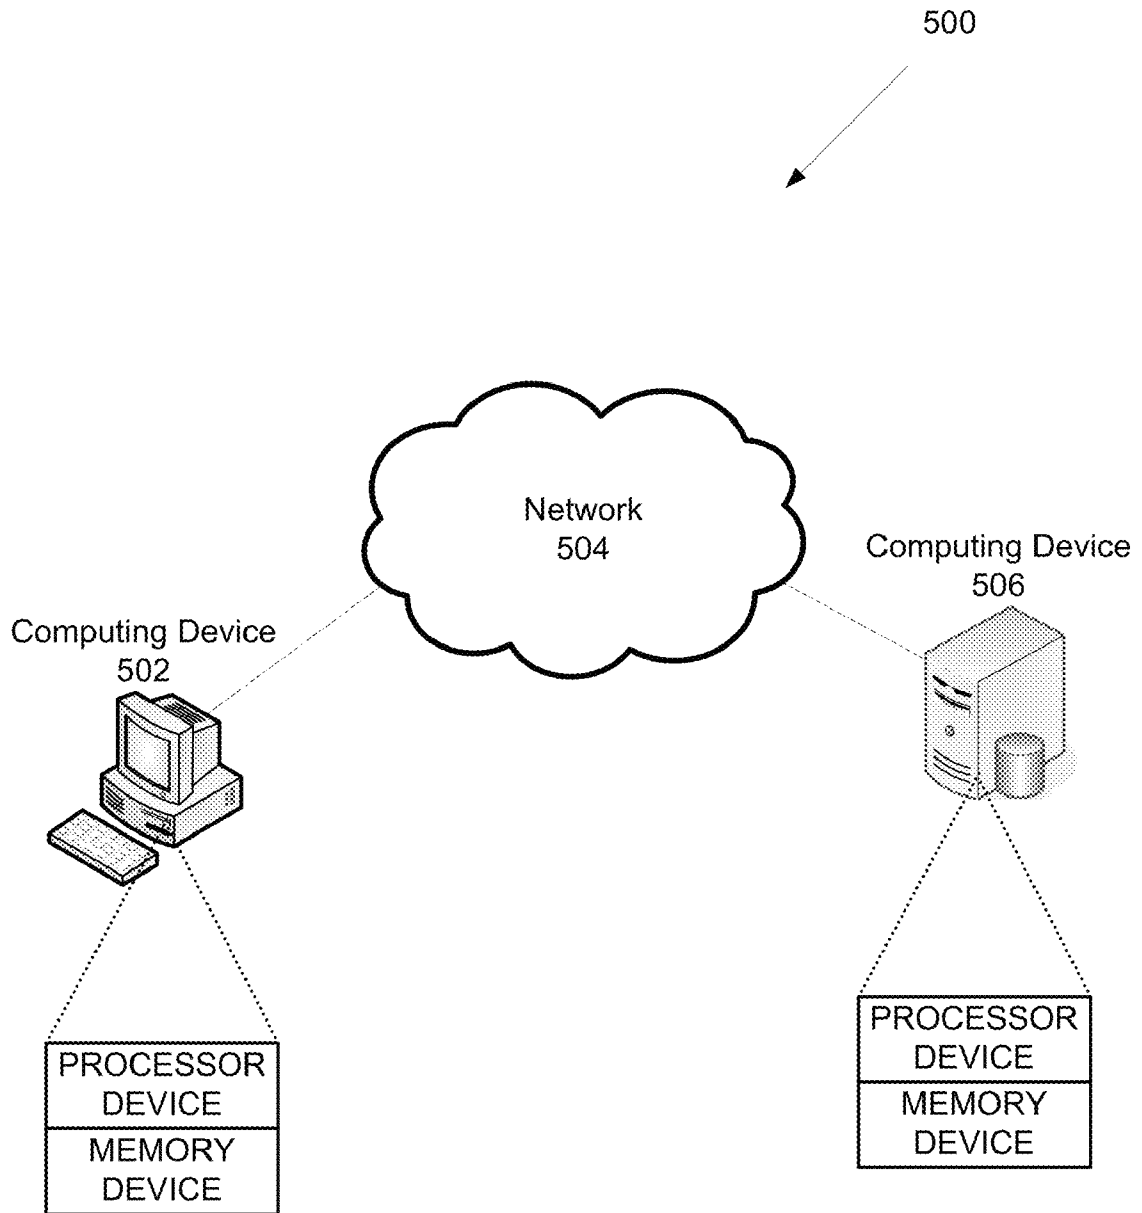 500
Network
504
Computing Device
506
Computing Device
502
PROCESSOR
DEVICE
MEMORY
DEVICE
PROCESSOR
DEVICE
MEMORY
DEVICE